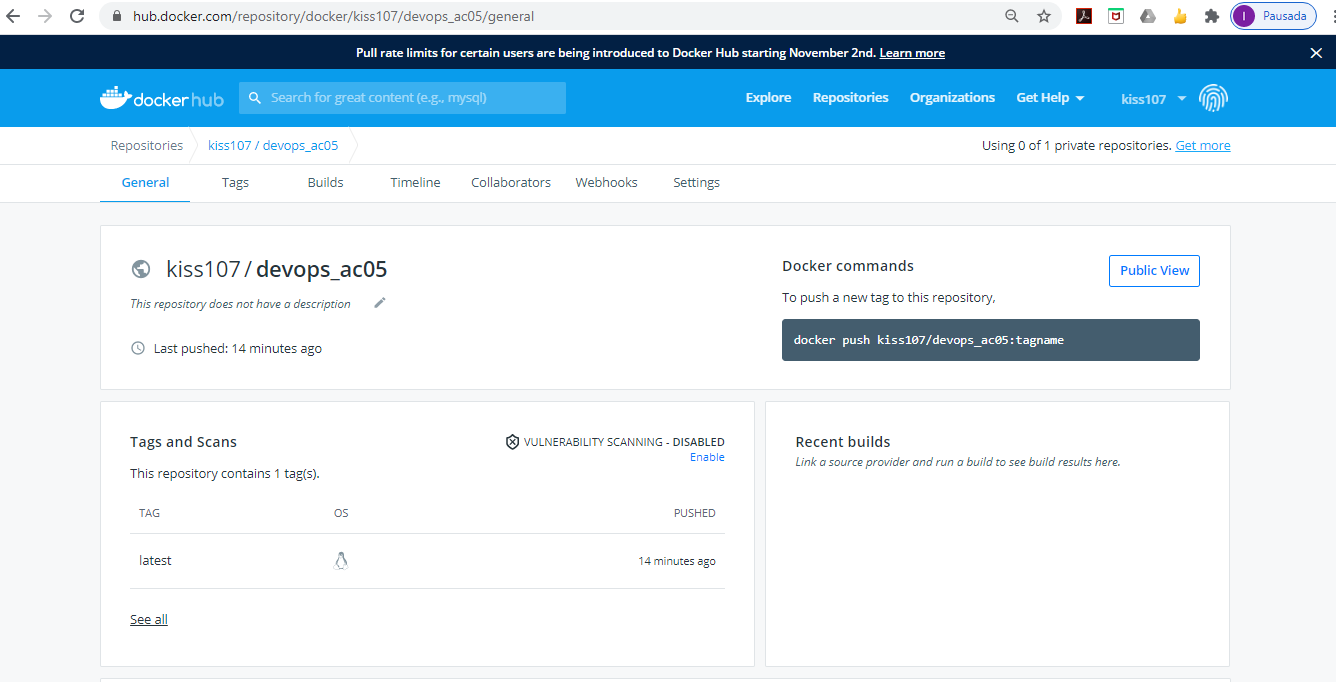 hub.docker.com/repository/docker/kiss107/devops_ac05/general
I
Pausada
Pull rate limits for certain users are being introduced to Docker Hub starting November 2nd. Learn more
docker hub
Search for great content (e.g., mysql)
Explore
Repositories
Organizations
Get Help
kiss107
Repositories
kiss107 / devops_ac05
Using 0 of 1 private repositories. Get more
General
Tags
Builds
Timeline
Collaborators
Webhooks
Settings
kiss107 / devops_ac05
This repository does not have a description
Last pushed: 14 minutes ago
Docker commands
Public View
To push a new tag to this repository,
docker push kiss107/devops_ac05:tagname
Tags and Scans
VULNERABILITY SCANNING - DISABLED
Enable
This repository contains 1 tag(s).
TAG
OS
PUSHED
latest
14 minutes ago
See all
Recent builds
Link a source provider and run a build to see build results here.